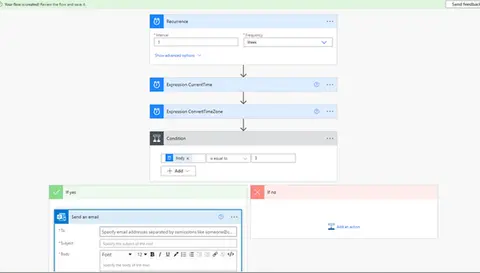 Your flow is created! Review the flow and save it.
Send feedback
Recurrence
*Interval
*Frequency
1
Week
Show advanced options
Expression CurrentTime
Expression ConvertTimeZone
Condition
Body
is equal to
+ Add
If yes
If no
Send an email
*To
Specify email addresses separated by semicolons like someone@c
*Subject
Specify the subject of the mail
Add an action
*Body
Font
12
Specify the body of the mail